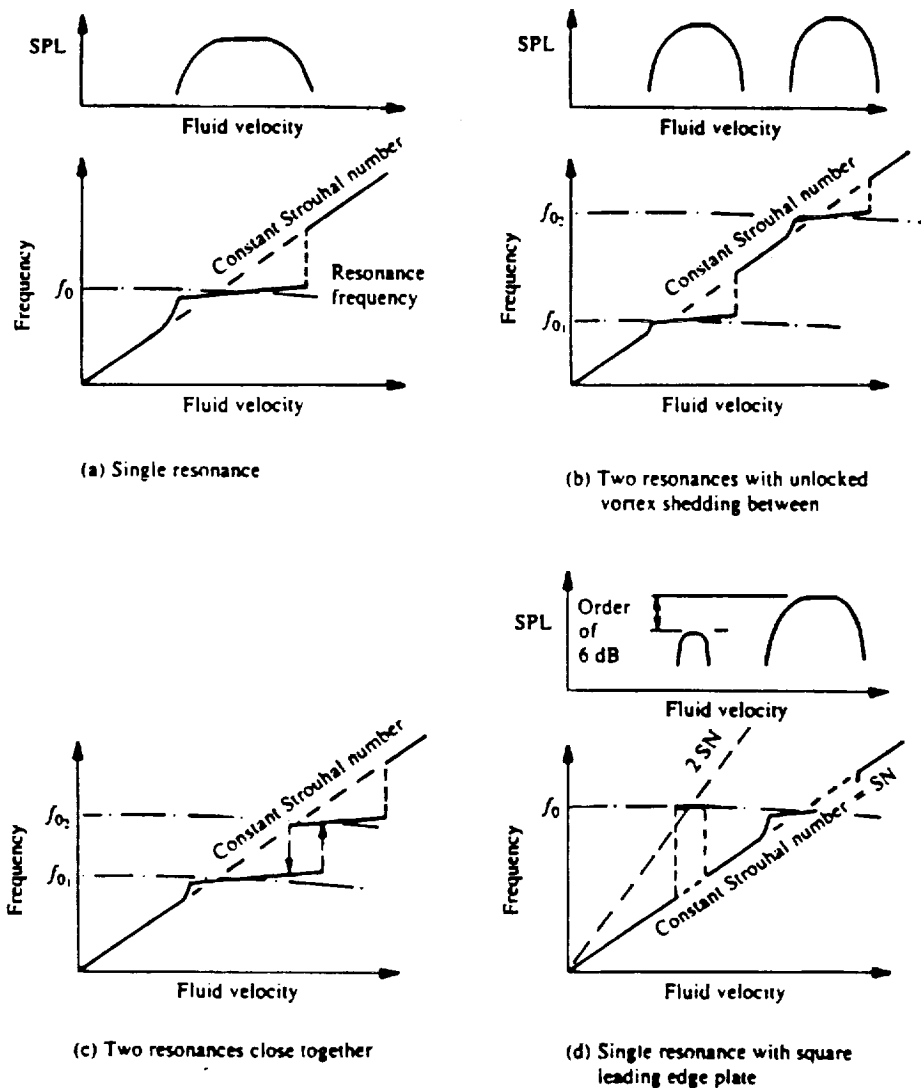 SPL
Fluid velocity
Frequency
f0
Constant Strouhal number
Resonance
frequency
Fluid velocity
(a) Single resonance
SPL
Fluid velocity
Frequency
f02
f01
Constant Strouhal number
Fluid velocity
(b) Two resonances with unlocked
vortex shedding between
Frequency
f02
f01
Constant Strouhal number
Fluid velocity
(c) Two resonances close together
SPL
Order
of
6 dB
Fluid velocity
Frequency
f0
2 SN
Constant Strouhal number = SN
Fluid velocity
(d) Single resonance with square
leading edge plate